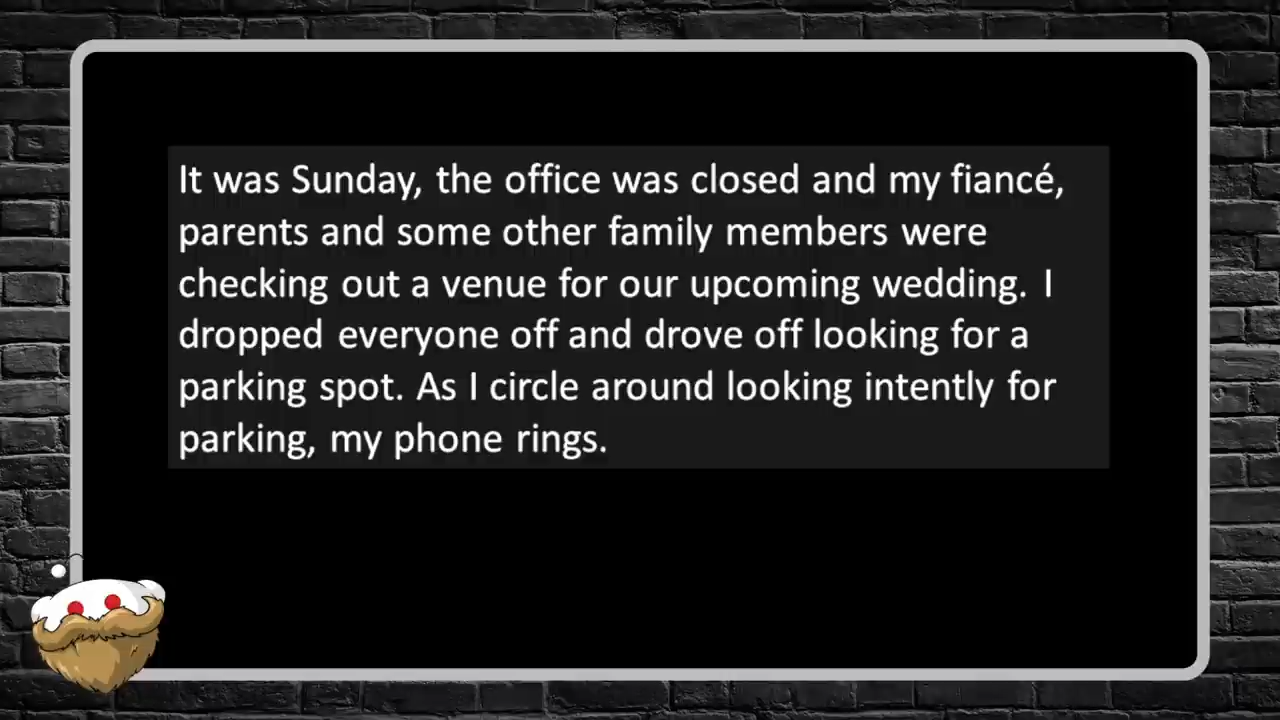 It was Sunday, the office was closed and my fiancé,
parents and some other family members were
checking out a venue for our upcoming wedding. I
dropped everyone off and drove off looking for a
parking spot. As I circle around looking intently for
parking, my phone rings.